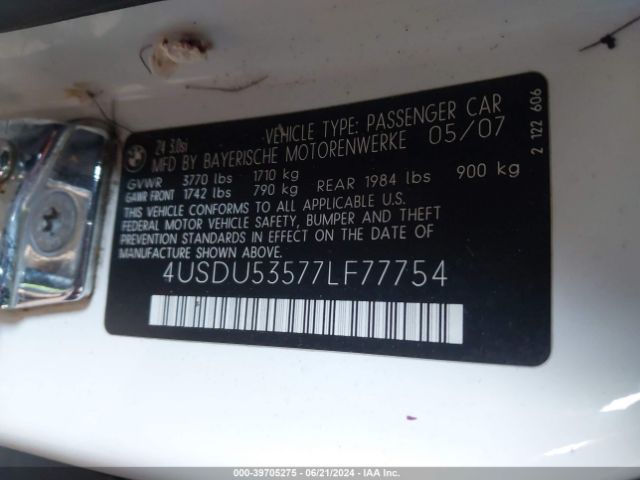 Z4 3.0si
VEHICLE TYPE: PASSENGER CAR
MFD BY BAYERISCHE MOTORENWERKE 05/07
GVWR 3770 lbs 1710 kg
GAWR FRONT 1742 lbs 790 kg REAR 1984 lbs 900 kg
THIS VEHICLE CONFORMS TO ALL APPLICABLE U.S.
FEDERAL MOTOR VEHICLE SAFETY, BUMPER AND THEFT
PREVENTION STANDARDS IN EFFECT ON THE DATE OF
MANUFACTURE SHOWN ABOVE.
4USDU53577LF77754
2 122 606
000-39705275 - 06/21/2024 - IAA Inc.